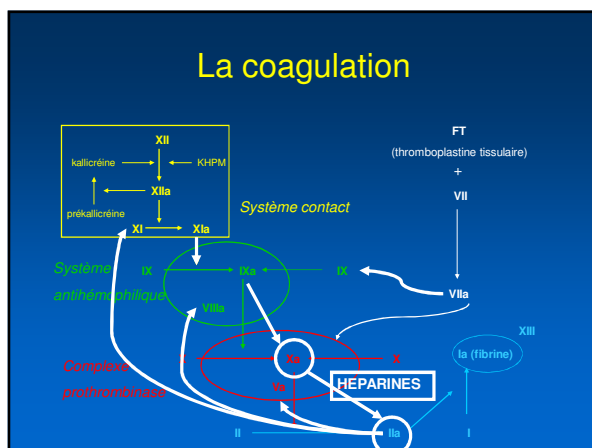 La coagulation
XII
kallicréine
KHPM
XIIa
prékallicréine
XI
XIa
Système contact
FT
(thromboplastine tissulaire)
+
VII
VIIa
Système
antihémophilique
IX
IXa
IX
VIIIa
XIII
Ia (fibrine)
Complexe
prothrombinase
Xa
X
Va
HEPARINES
II
IIa
I